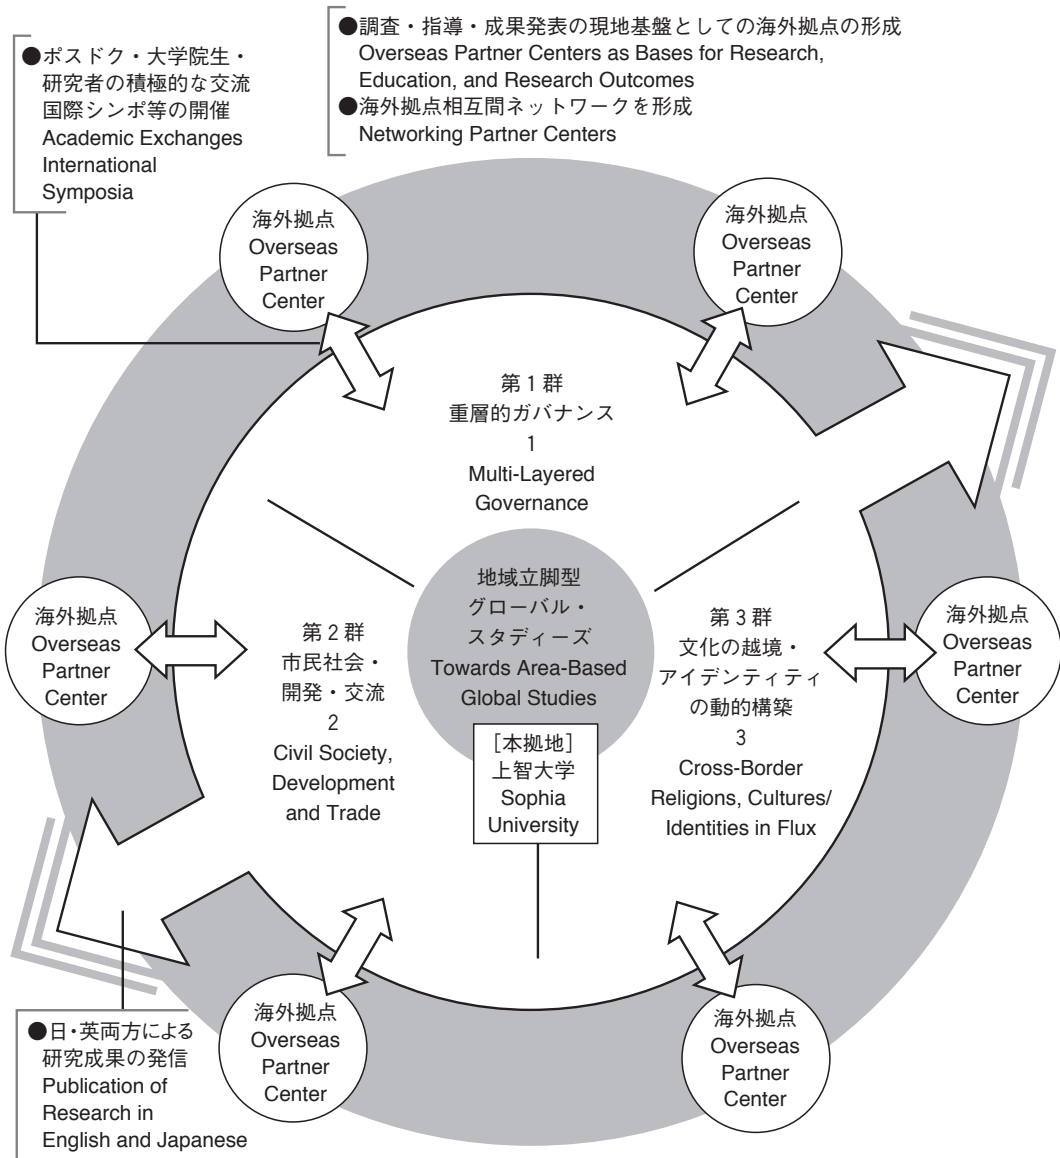 ●ポスドク・大学院生・
研究者の積極的な交流
国際シンポ等の開催
Academic Exchanges
International
Symposia
●調査・指導・成果発表の現地基盤としての海外拠点の形成
Overseas Partner Centers as Bases for Research,
Education, and Research Outcomes
●海外拠点相互間ネットワークを形成
Networking Partner Centers
海外拠点
Overseas
Partner
Center
海外拠点
Overseas
Partner
Center
第1群
重層的ガバナンス
1
Multi-Layered
Governance
海外拠点
Overseas
Partner
Center
第2群
市民社会・
開発・交流
2
Civil Society,
Development
and Trade
地域立脚型
グローバル・
スタディーズ
Towards Area-Based
Global Studies
［本拠地］
上智大学
Sophia
University
第3群
文化の越境・
アイデンティティ
の動的構築
3
Cross-Border
Religions, Cultures/
Identities in Flux
海外拠点
Overseas
Partner
Center
海外拠点
Overseas
Partner
Center
海外拠点
Overseas
Partner
Center
●日・英両方による
研究成果の発信
Publication of
Research in
English and Japanese